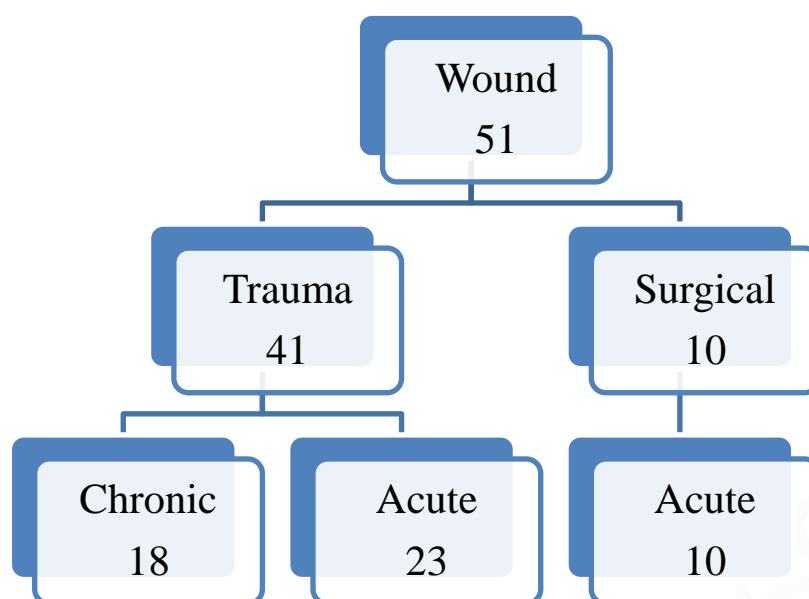 Wound
51
Trauma
41
Surgical
10
Chronic
18
Acute
23
Acute
10